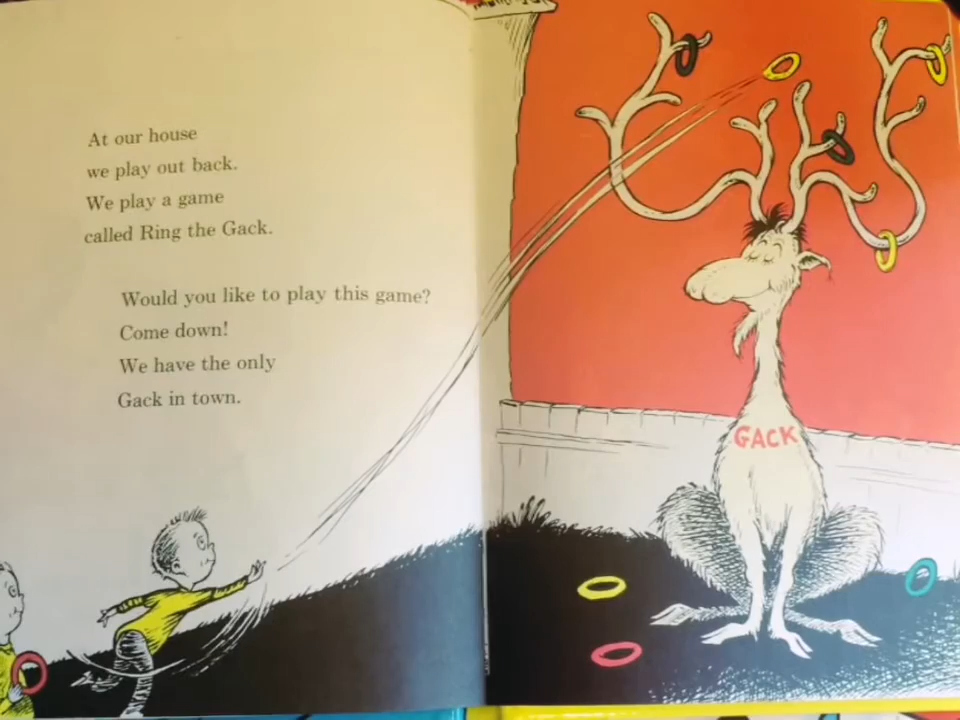 At our house
we play out back.
We play a game
called Ring the Gack.
Would you like to play this game?
Come down!
We have the only
Gack in town.
GACK